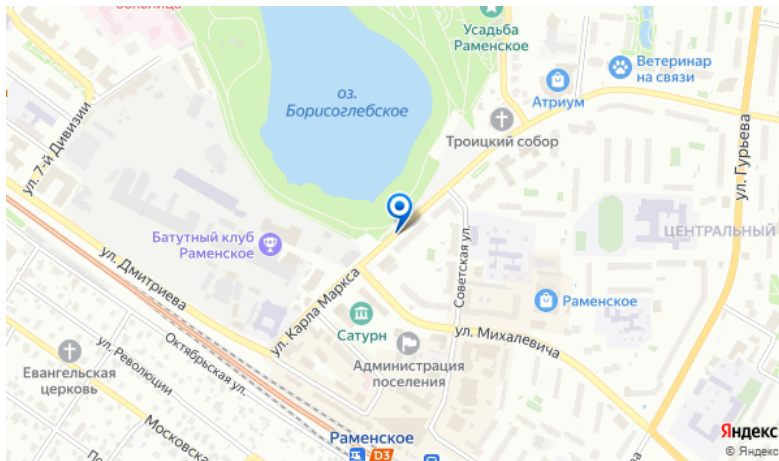 больница
Усадьба
Раменское
Ветеринар
на связи
оз.
Борисоглебское
Атриум
Троицкий собор
ул. 7-й Дивизии
ул. Гурьева
ЦЕНТРАЛЬНЫЙ
Батутный клуб
Раменское
ул. Дмитриева
ул. Карла Маркса
Советская ул.
Раменское
Сатурн
ул. Михалевича
Администрация
поселения
Октябрьская ул.
ул. Революции
Евангельская
церковь
Московская
Раменское
D3
Яндекс
© Яндекс